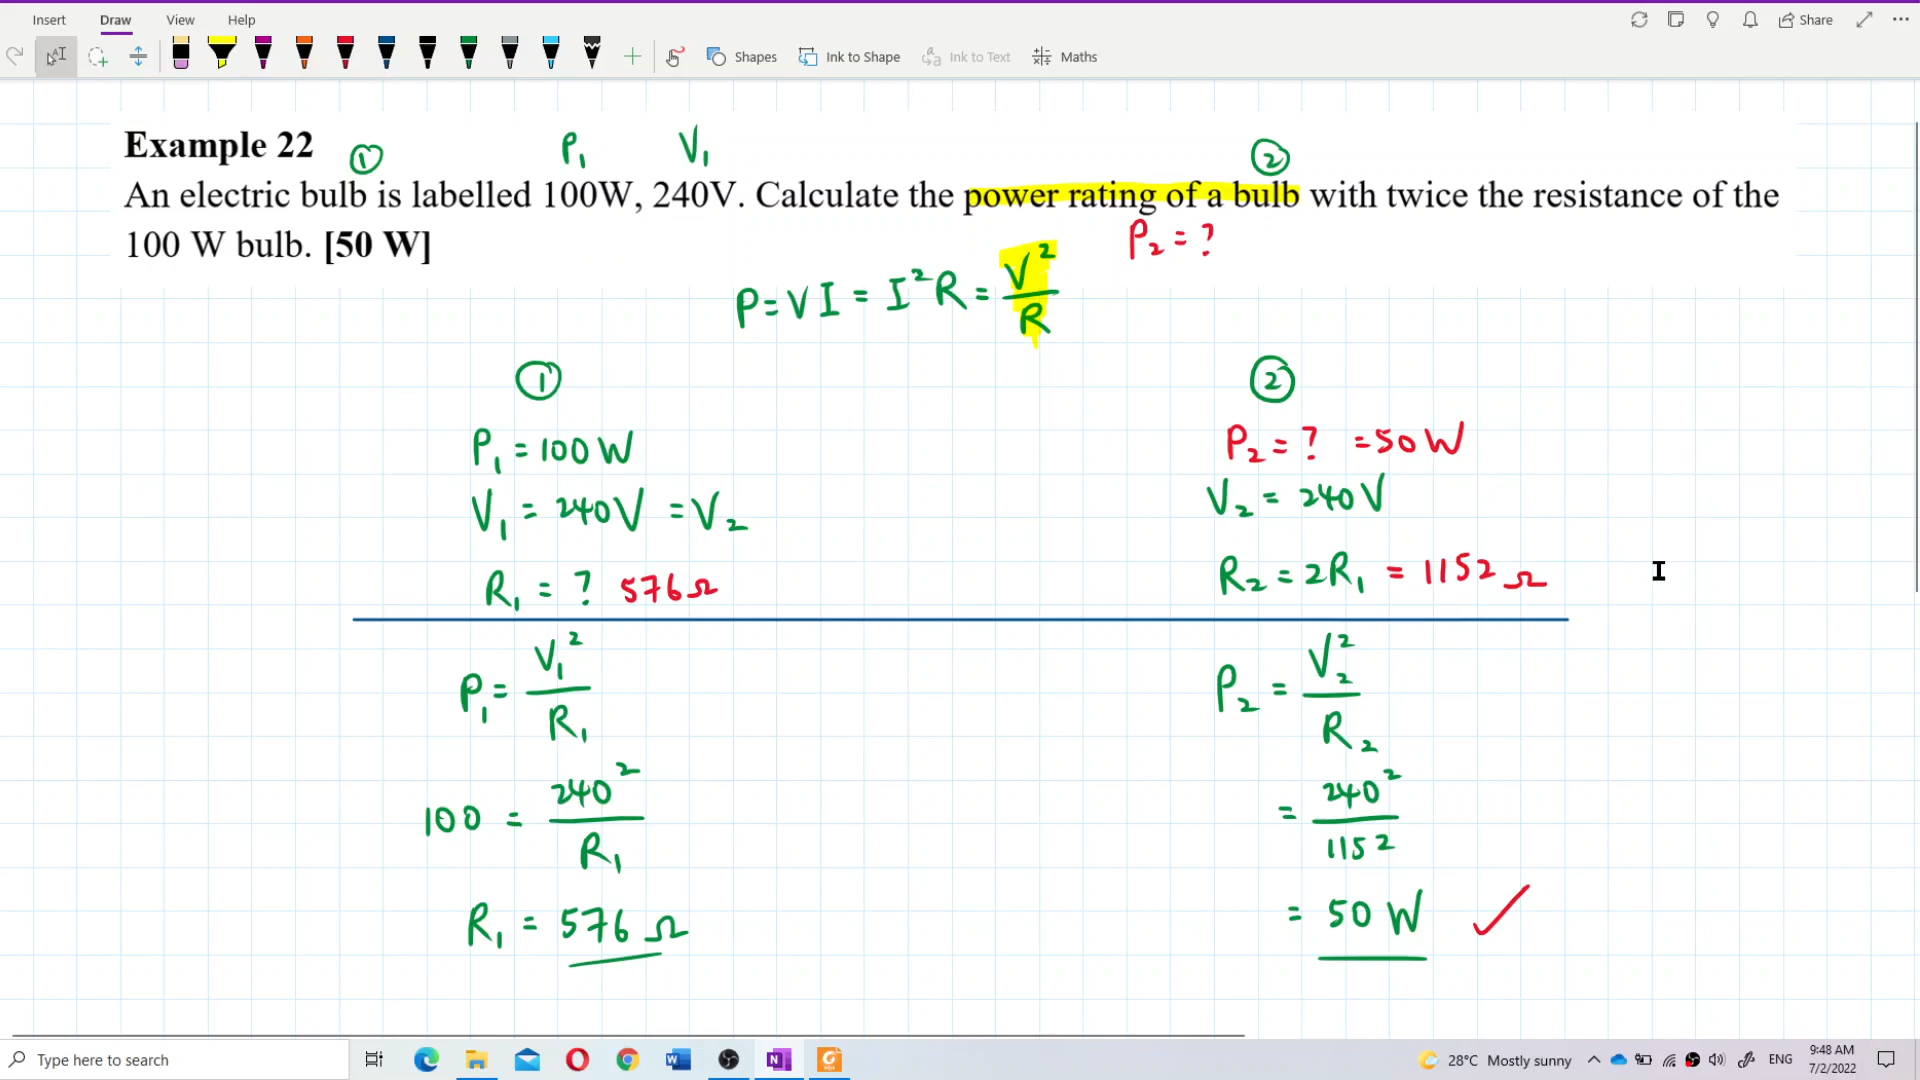 Insert Draw View Help Share
Shapes Ink to Shape Ink to Text Maths
Example 22
① P₁ V₁ ②
An electric bulb is labelled 100W, 240V. Calculate the power rating of a bulb with twice the resistance of the
100 W bulb. [50 W]
P₂ = ?
P = VI = I²R = V²/R
① ②
P₁ = 100 W
V₁ = 240V = V₂
R₁ = ? 576 Ω
P₂ = ? = 50 W
V₂ = 240 V
R₂ = 2R₁ = 1152 Ω
P₁ = V₁²/R₁
100 = 240²/R₁
R₁ = 576 Ω
P₂ = V₂²/R₂
= 240²/1152
= 50 W ✓
Type here to search
28°C Mostly sunny ENG 9:48 AM
7/2/2022